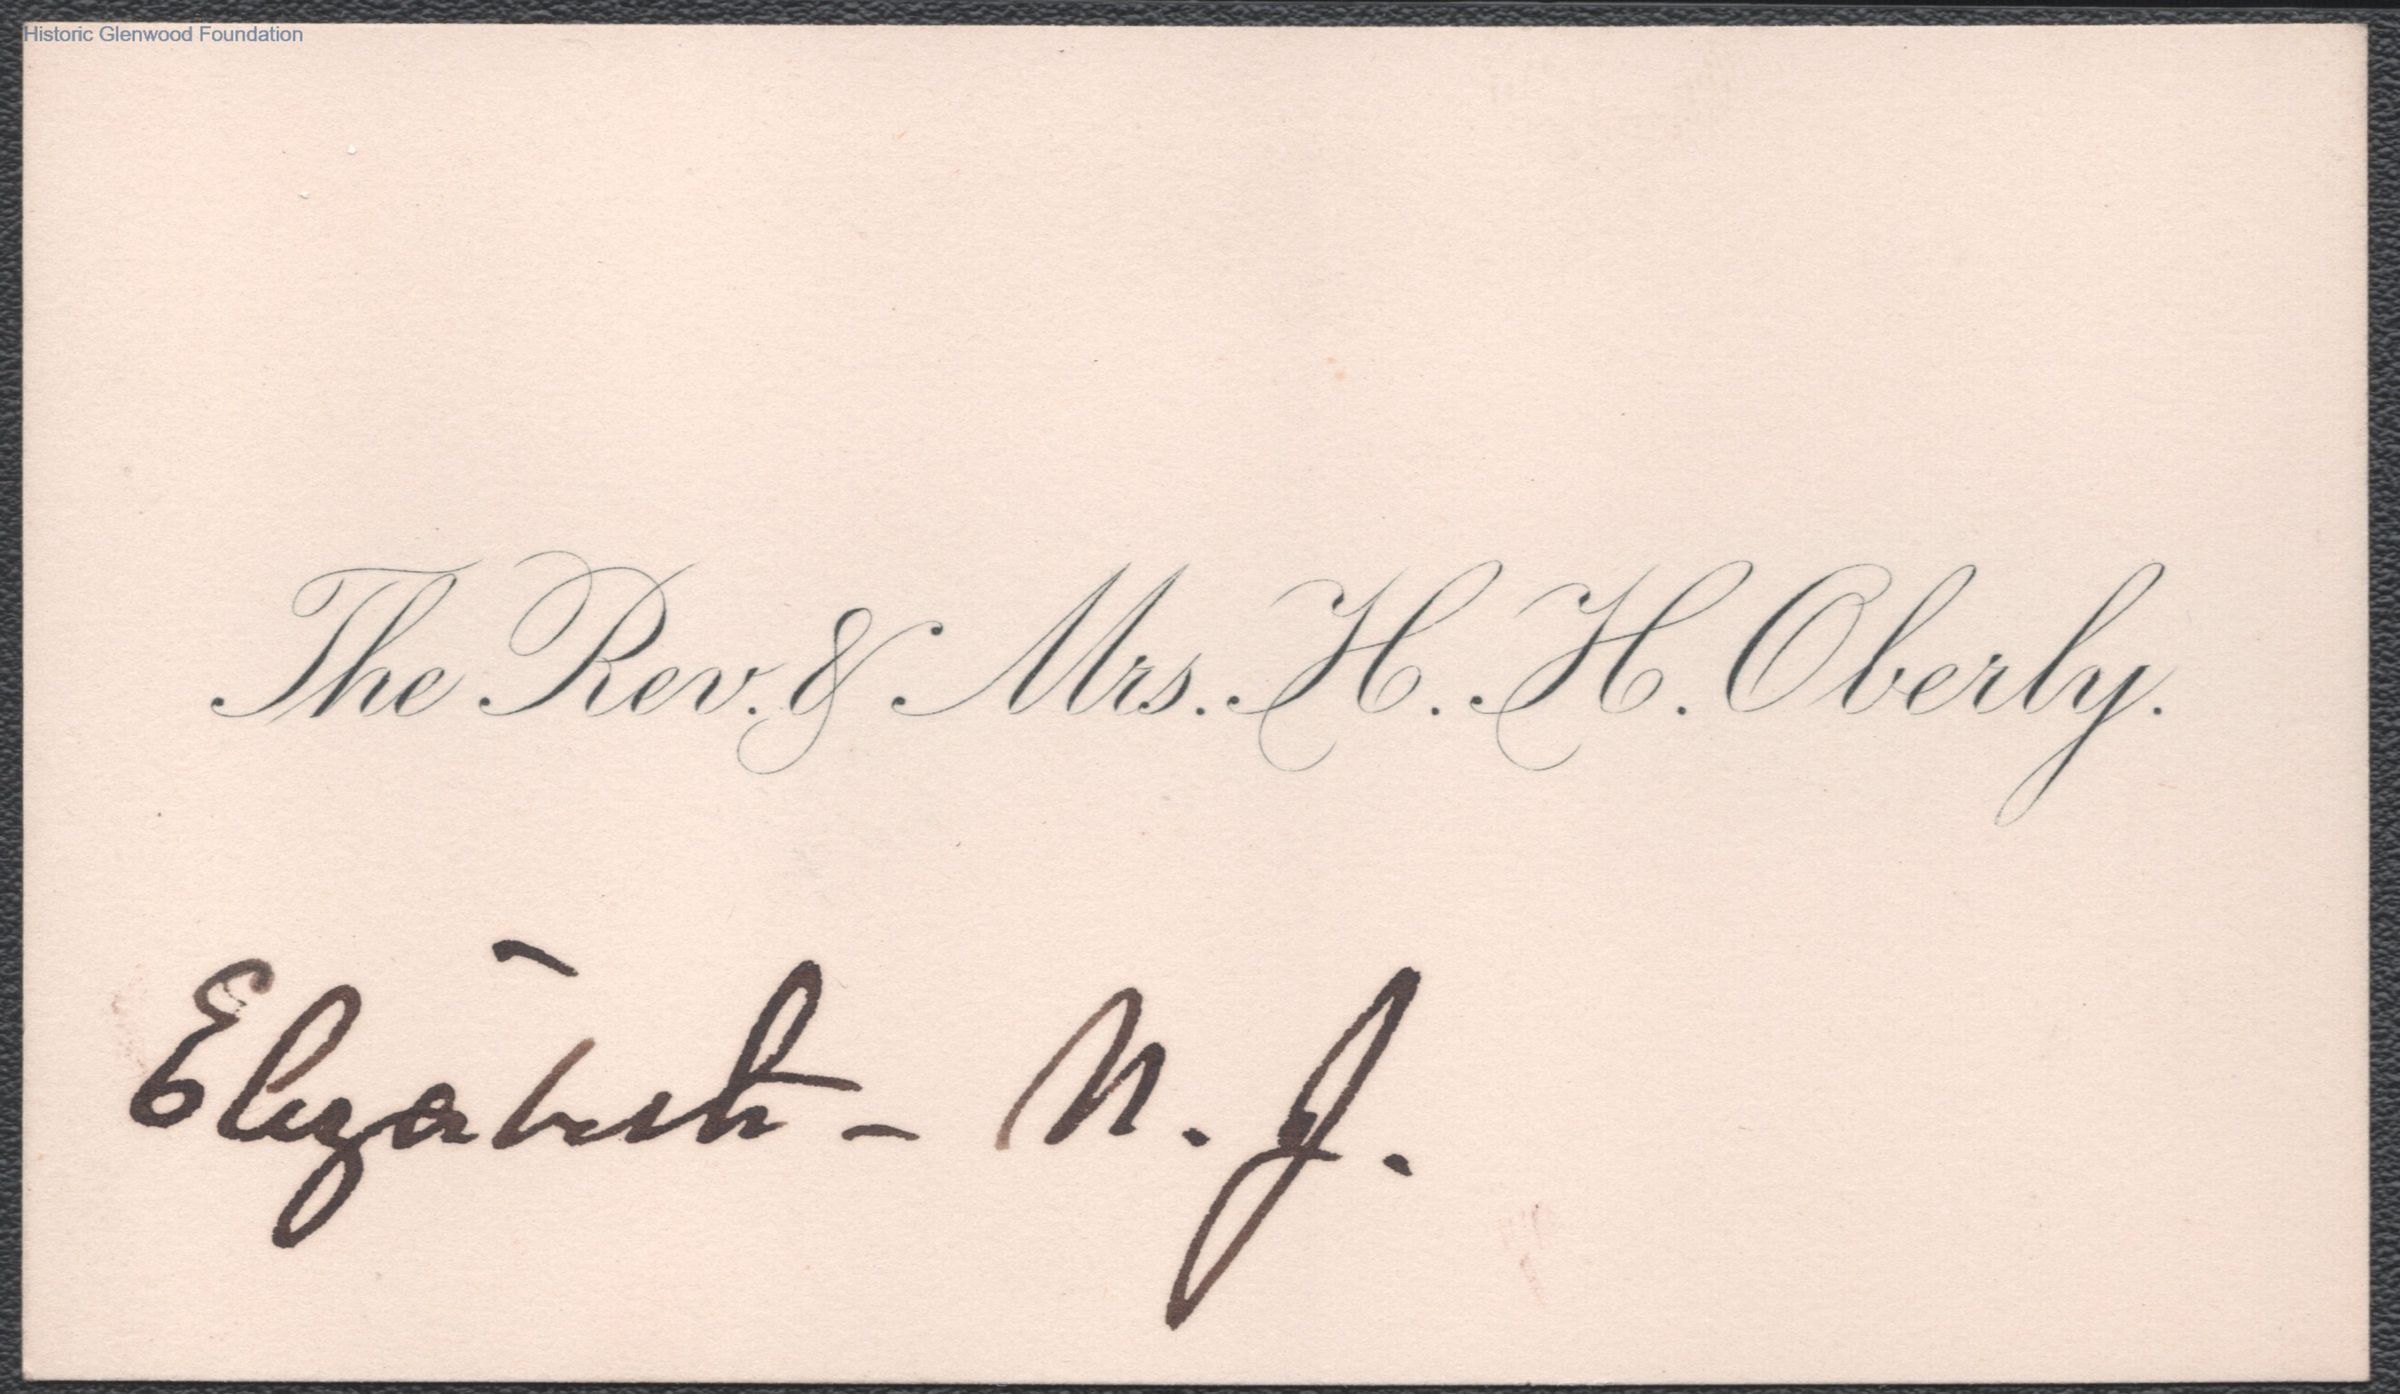 Historic Glenwood Foundation
The Rev. & Mrs. H. H. Oberly.
Elizabeth - N. J.